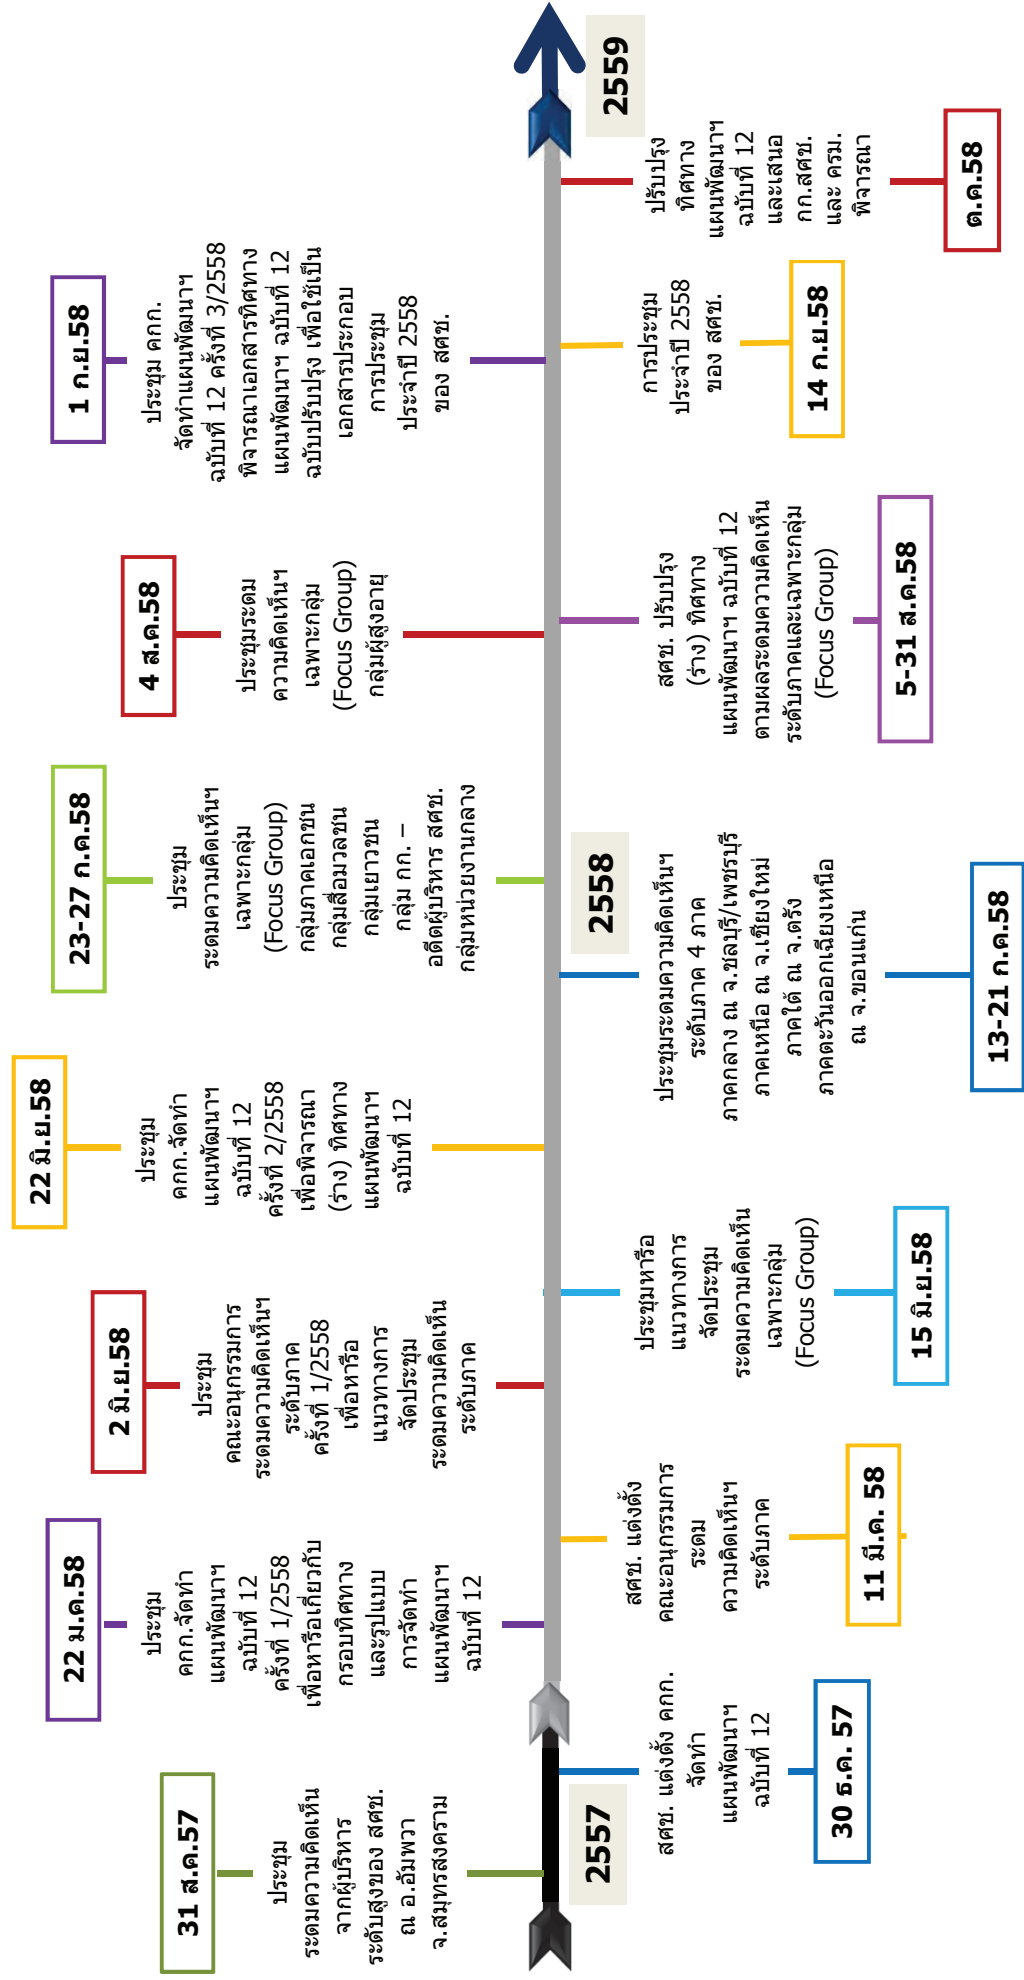 31 ส.ค.57
ประชุม
ระดมความคิดเห็น
จากผู้บริหาร
ระดับสูงของ สศช.
ณ อ.อัมพวา
จ.สมุทรสงคราม
22 ม.ค.58
ประชุม
คกก.จัดทำ
แผนพัฒนาฯ
ฉบับที่ 12
ครั้งที่ 1/2558
เพื่อหารือเกี่ยวกับ
กรอบทิศทาง
และรูปแบบ
การจัดทำ
แผนพัฒนาฯ
ฉบับที่ 12
2 มิ.ย.58
ประชุม
คณะอนุกรรมการ
ระดมความคิดเห็นฯ
ระดับภาค
ครั้งที่ 1/2558
เพื่อหารือ
แนวทางการ
จัดประชุม
ระดมความคิดเห็น
ระดับภาค
22 มิ.ย.58
ประชุม
คกก.จัดทำ
แผนพัฒนาฯ
ฉบับที่ 12
ครั้งที่ 2/2558
เพื่อพิจารณา
(ร่าง) ทิศทาง
แผนพัฒนาฯ
ฉบับที่ 12
23-27 ก.ค.58
ประชุม
ระดมความคิดเห็นฯ
เฉพาะกลุ่ม
(Focus Group)
กลุ่มภาคเอกชน
กลุ่มสื่อมวลชน
กลุ่มเยาวชน
กลุ่ม กก. –
อดีตผู้บริหาร สศช.
กลุ่มหน่วยงานกลาง
4 ส.ค.58
ประชุมระดม
ความคิดเห็นฯ
เฉพาะกลุ่ม
(Focus Group)
กลุ่มผู้สูงอายุ
1 ก.ย.58
ประชุม คกก.
จัดทำแผนพัฒนาฯ
ฉบับที่ 12 ครั้งที่ 3/2558
พิจารณาเอกสารทิศทาง
แผนพัฒนาฯ ฉบับที่ 12
ฉบับปรับปรุง เพื่อใช้เป็น
เอกสารประกอบ
การประชุม
ประจำปี 2558
ของ สศช.
2557
2558
2559
สศช. แต่งตั้ง คกก.
จัดทำ
แผนพัฒนาฯ
ฉบับที่ 12
30 ธ.ค. 57
สศช. แต่งตั้ง
คณะอนุกรรมการ
ระดม
ความคิดเห็นฯ
ระดับภาค
11 มี.ค. 58
ประชุมหารือ
แนวทางการ
จัดประชุม
ระดมความคิดเห็น
เฉพาะกลุ่ม
(Focus Group)
15 มิ.ย.58
ประชุมระดมความคิดเห็นฯ
ระดับภาค 4 ภาค
ภาคกลาง ณ จ.ชลบุรี/เพชรบุรี
ภาคเหนือ ณ จ.เชียงใหม่
ภาคใต้ ณ จ.ตรัง
ภาคตะวันออกเฉียงเหนือ
ณ จ.ขอนแก่น
13-21 ก.ค.58
สศช. ปรับปรุง
(ร่าง) ทิศทาง
แผนพัฒนาฯ ฉบับที่ 12
ตามผลระดมความคิดเห็น
ระดับภาคและเฉพาะกลุ่ม
(Focus Group)
5-31 ส.ค.58
การประชุม
ประจำปี 2558
ของ สศช.
14 ก.ย.58
ปรับปรุง
ทิศทาง
แผนพัฒนาฯ
ฉบับที่ 12
และเสนอ
กก.สศช.
และ ครม.
พิจารณา
ต.ค.58